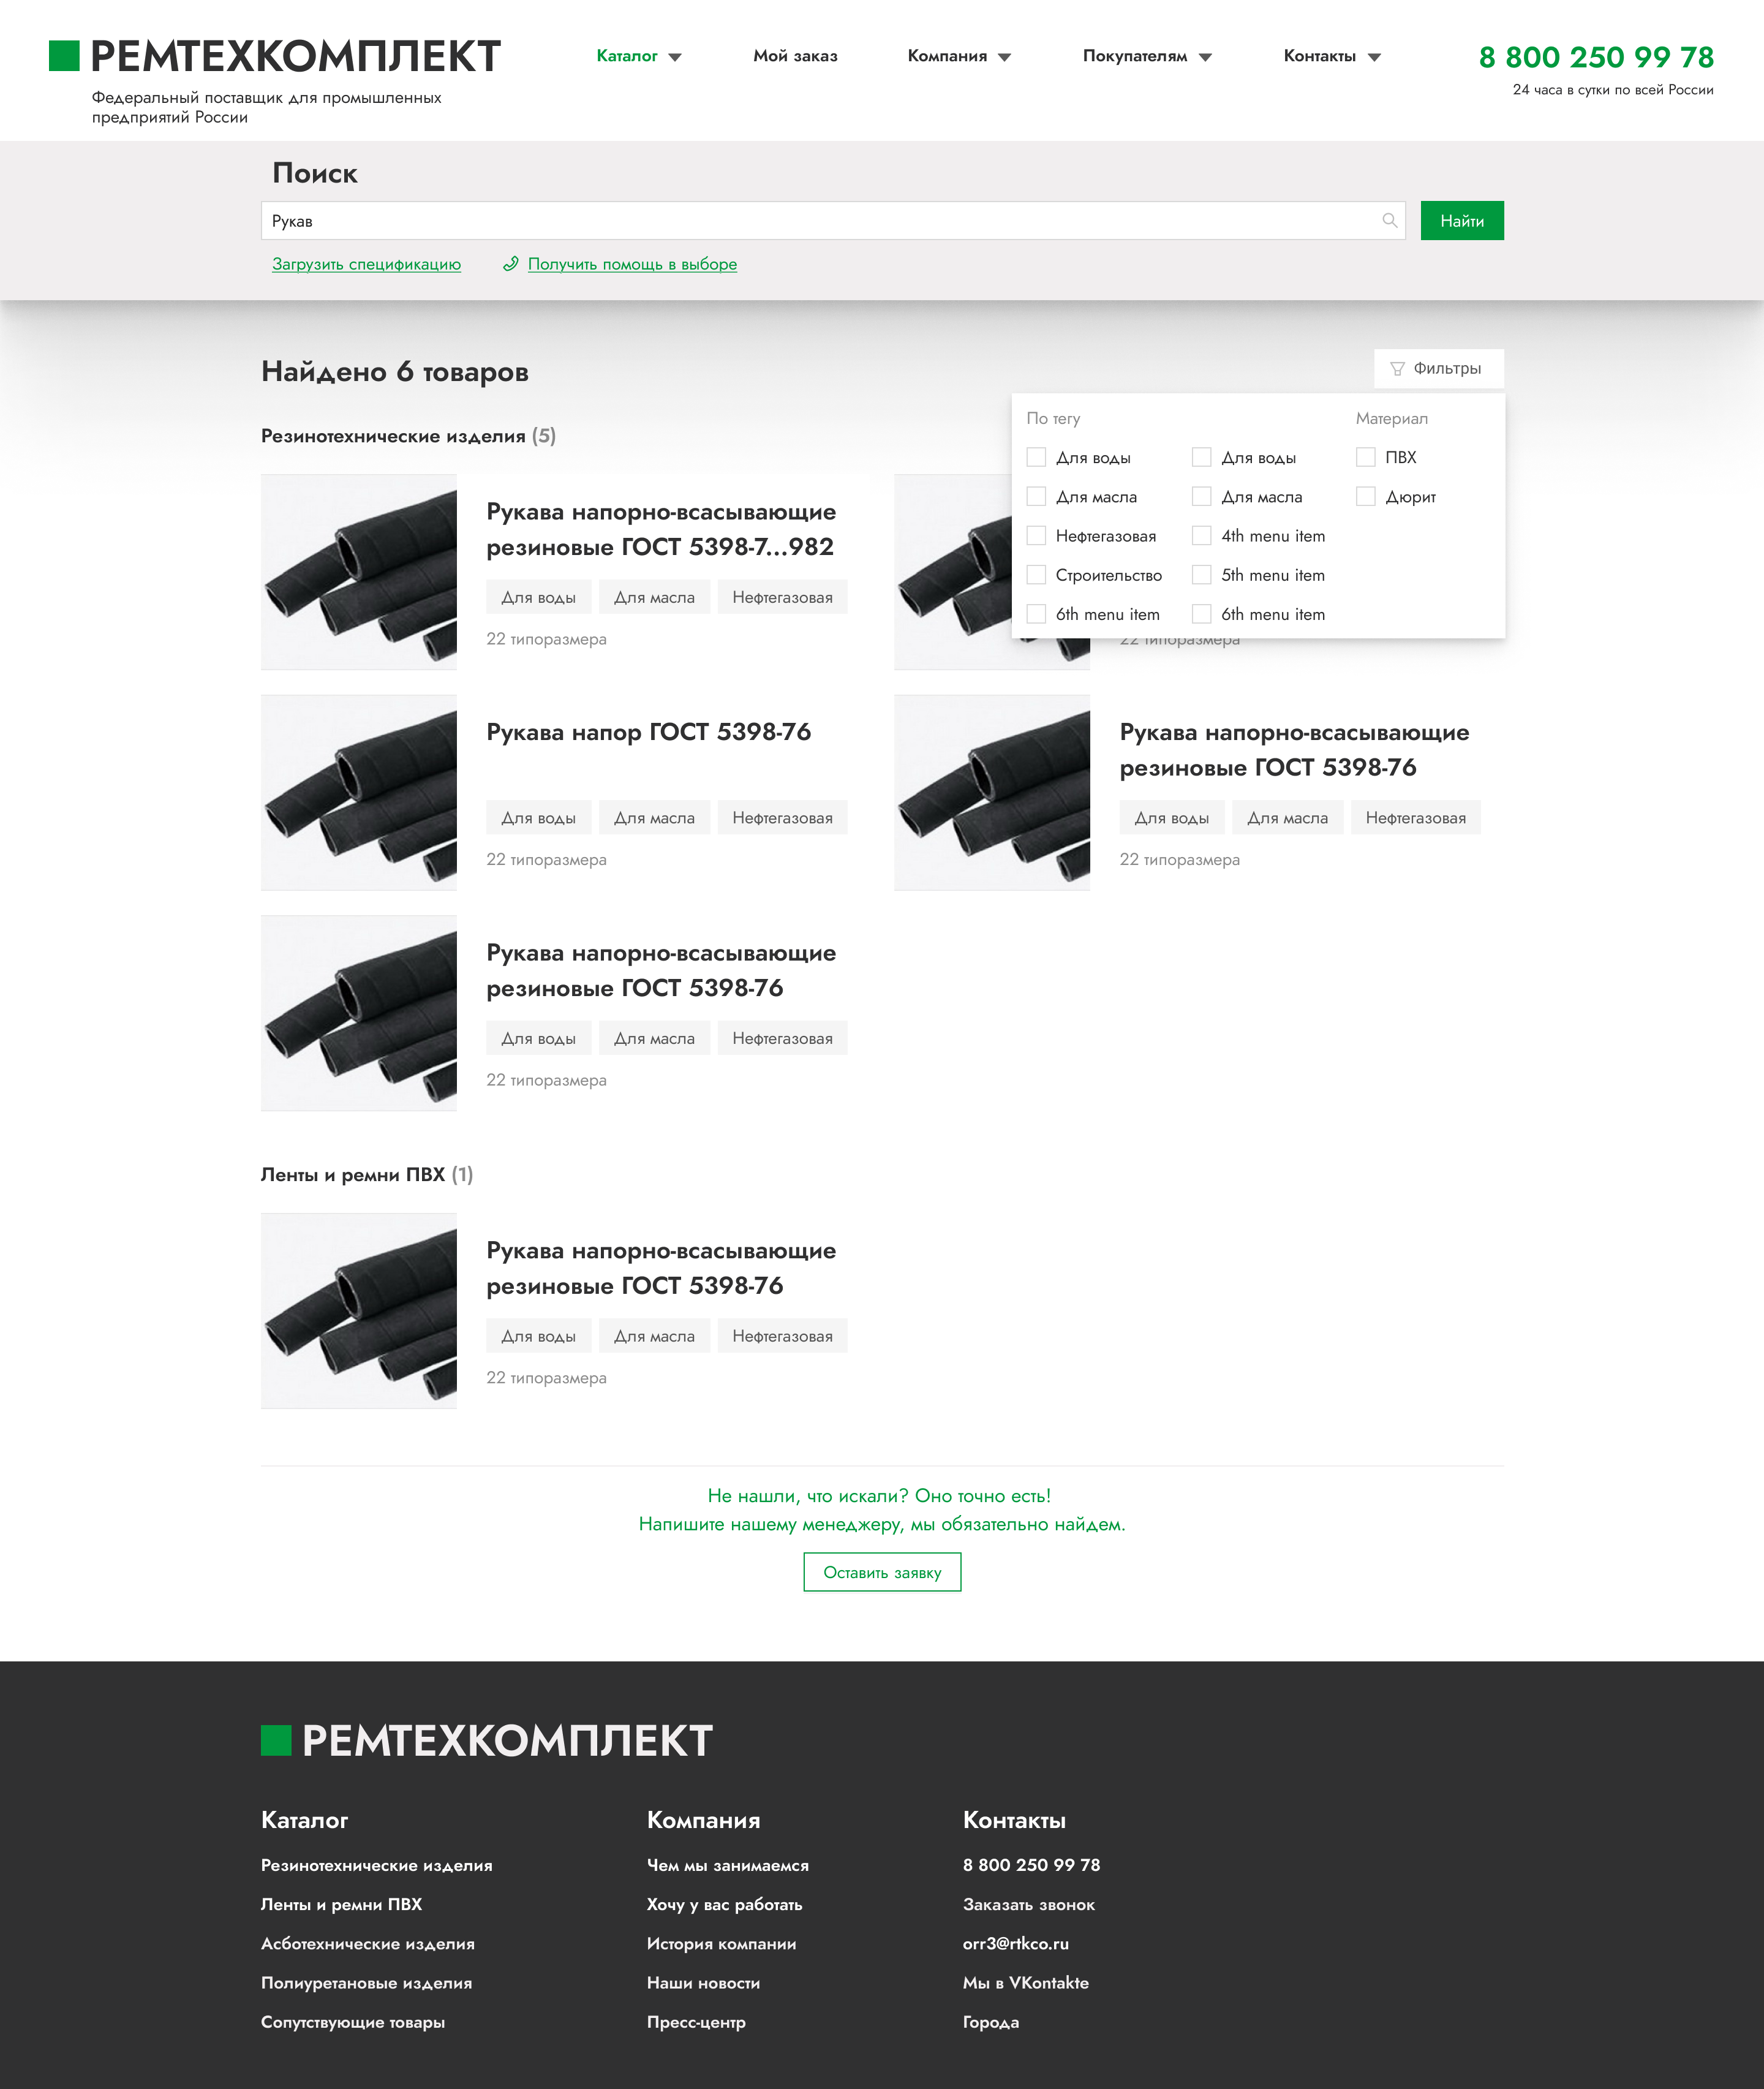 РЕМТЕХКОМПЛЕКТ
Федеральный поставщик для промышленных
предприятий России
Каталог
Мой заказ
Компания
Покупателям
Контакты
8 800 250 99 78
24 часа в сутки по всей России
Поиск
Рукав
Найти
Загрузить спецификацию
Получить помощь в выборе
Найдено 6 товаров
Фильтры
По тегу
Материал
Для воды
Для воды
ПВХ
Для масла
Для масла
Дюрит
Нефтегазовая
4th menu item
Строительство
5th menu item
6th menu item
6th menu item
Резинотехнические изделия (5)
Рукава напорно-всасывающие
резиновые ГОСТ 5398-7...982
Для воды
Для масла
Нефтегазовая
22 типоразмера
22 типоразмера
Рукава напор ГОСТ 5398-76
Для воды
Для масла
Нефтегазовая
22 типоразмера
Рукава напорно-всасывающие
резиновые ГОСТ 5398-76
Для воды
Для масла
Нефтегазовая
22 типоразмера
Рукава напорно-всасывающие
резиновые ГОСТ 5398-76
Для воды
Для масла
Нефтегазовая
22 типоразмера
Ленты и ремни ПВХ (1)
Рукава напорно-всасывающие
резиновые ГОСТ 5398-76
Для воды
Для масла
Нефтегазовая
22 типоразмера
Не нашли, что искали? Оно точно есть!
Напишите нашему менеджеру, мы обязательно найдем.
Оставить заявку
РЕМТЕХКОМПЛЕКТ
Каталог
Резинотехнические изделия
Ленты и ремни ПВХ
Асботехнические изделия
Полиуретановые изделия
Сопутствующие товары
Компания
Чем мы занимаемся
Хочу у вас работать
История компании
Наши новости
Пресс-центр
Контакты
8 800 250 99 78
Заказать звонок
orr3@rtkco.ru
Мы в VKontakte
Города